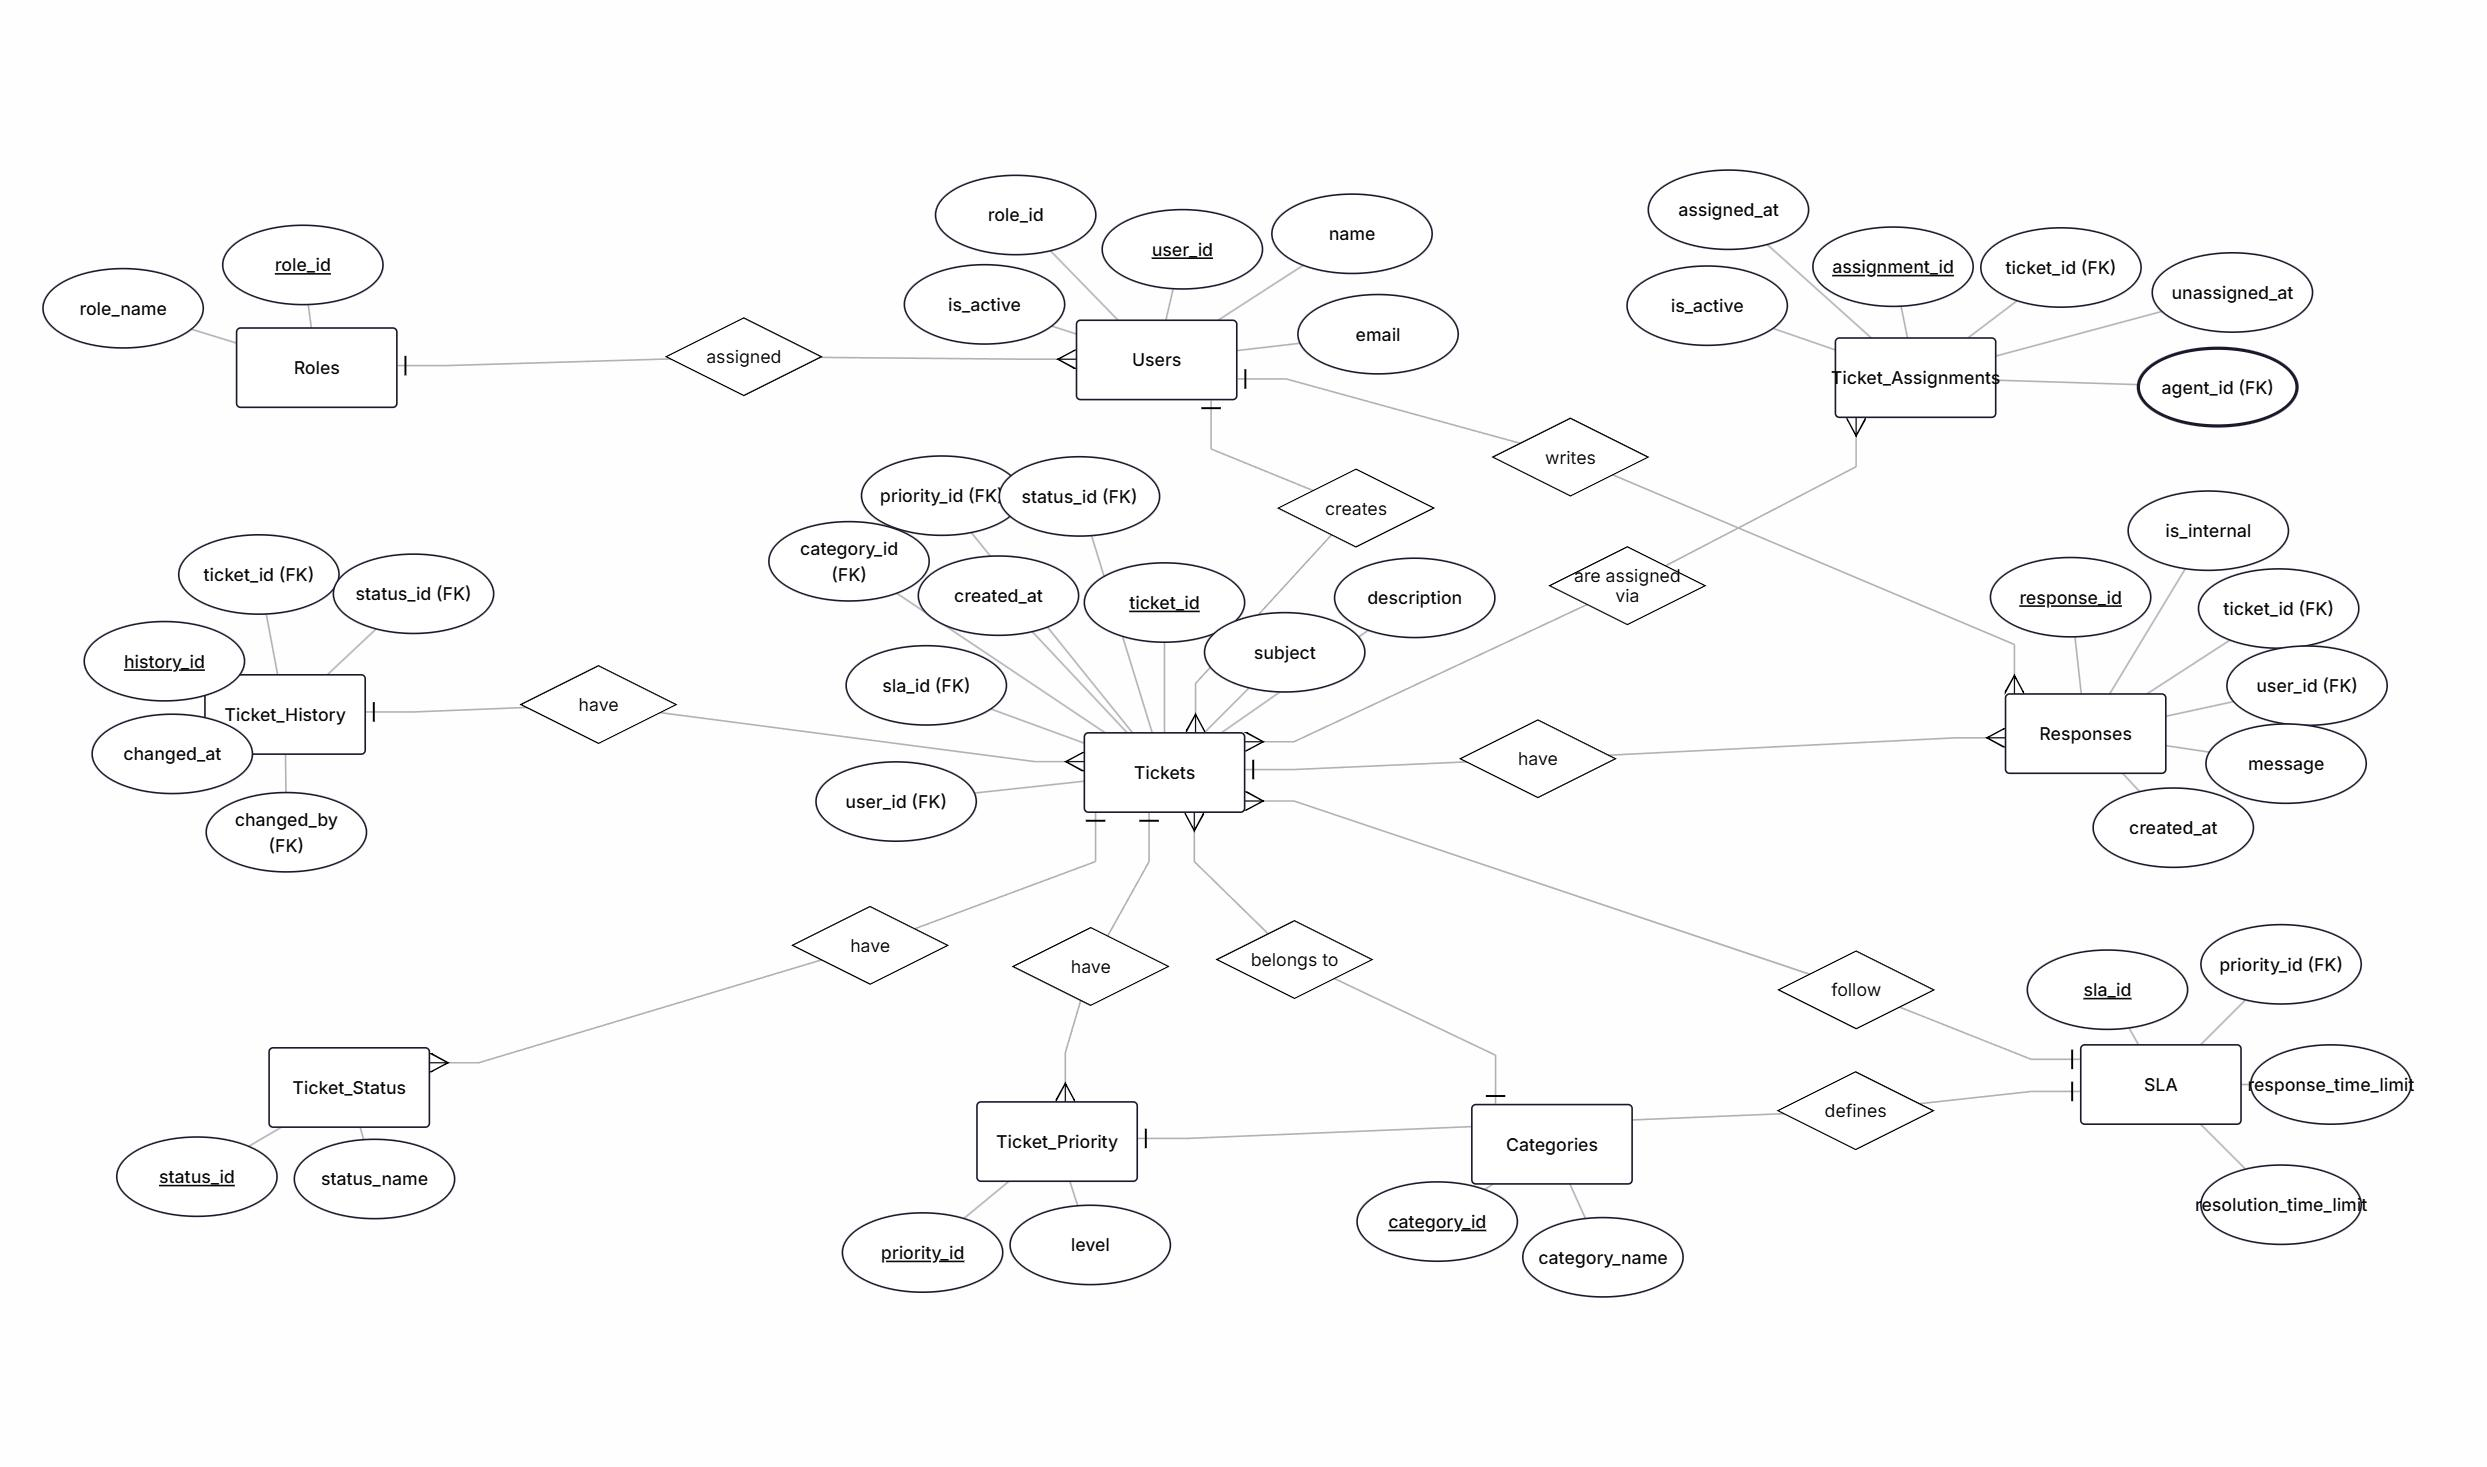 role_id
user_id
name
is_active
email
Users
assigned_at
assignment_id
ticket_id (FK)
unassigned_at
is_active
Ticket_Assignments
agent_id (FK)
role_id
role_name
Roles
assigned
writes
creates
are assigned
via
priority_id (FK)
status_id (FK)
category_id
(FK)
created_at
ticket_id
description
subject
sla_id (FK)
user_id (FK)
Tickets
ticket_id (FK)
status_id (FK)
history_id
Ticket_History
changed_at
changed_by
(FK)
have
have
is_internal
response_id
ticket_id (FK)
user_id (FK)
Responses
message
created_at
have
have
belongs to
follow
defines
Ticket_Status
status_id
status_name
Ticket_Priority
priority_id
level
Categories
category_id
category_name
priority_id (FK)
sla_id
SLA
response_time_limit
resolution_time_limit